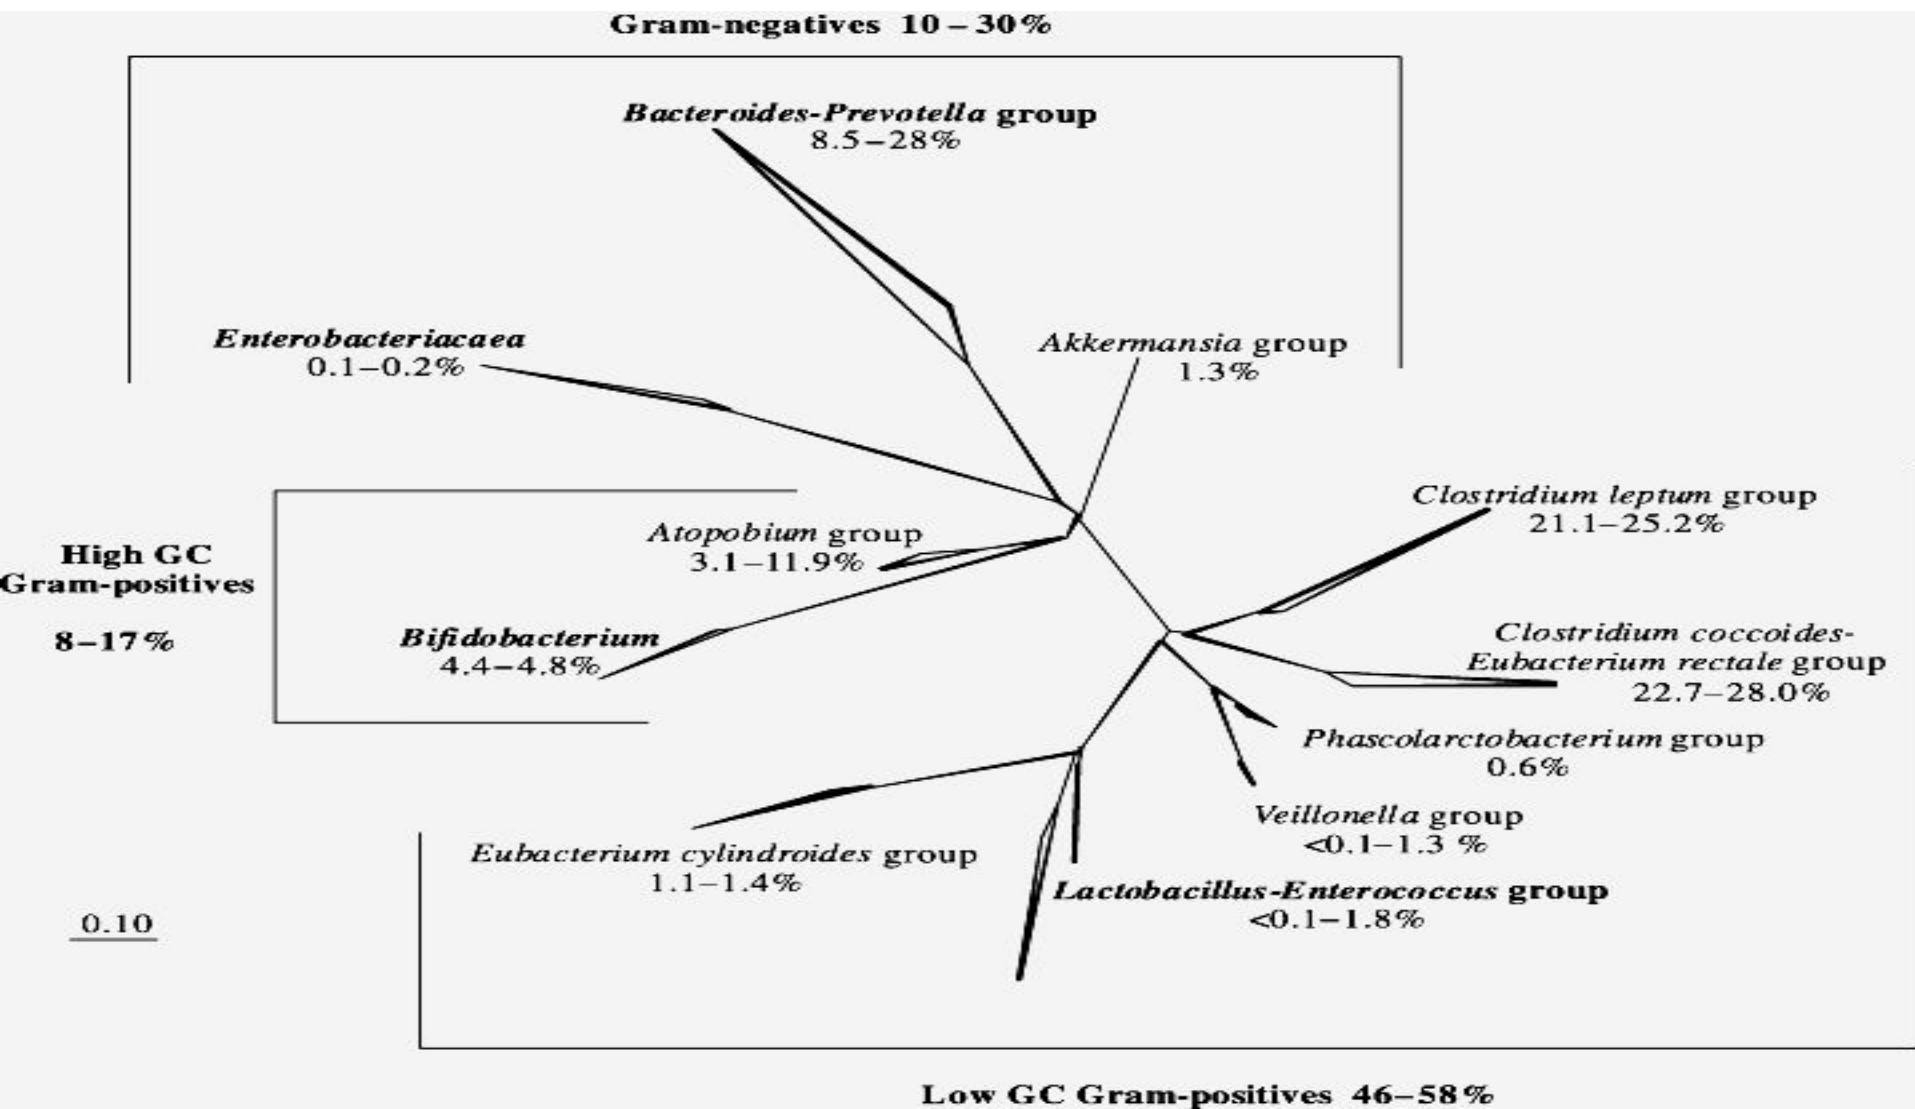 Gram-negatives 10–30%
Bacteroides-Prevotella group
8.5–28%
Enterobacteriacaea
0.1–0.2%
Akkermansia group
1.3%
Clostridium leptum group
21.1–25.2%
Atopobium group
3.1–11.9%
High GC
Gram-positives
8–17%
Bifidobacterium
4.4–4.8%
Clostridium coccoides-
Eubacterium rectale group
22.7–28.0%
Phascolarctobacterium group
0.6%
Veillonella group
<0.1–1.3 %
Eubacterium cylindroides group
1.1–1.4%
Lactobacillus-Enterococcus group
<0.1–1.8%
0.10
Low GC Gram-positives 46–58%